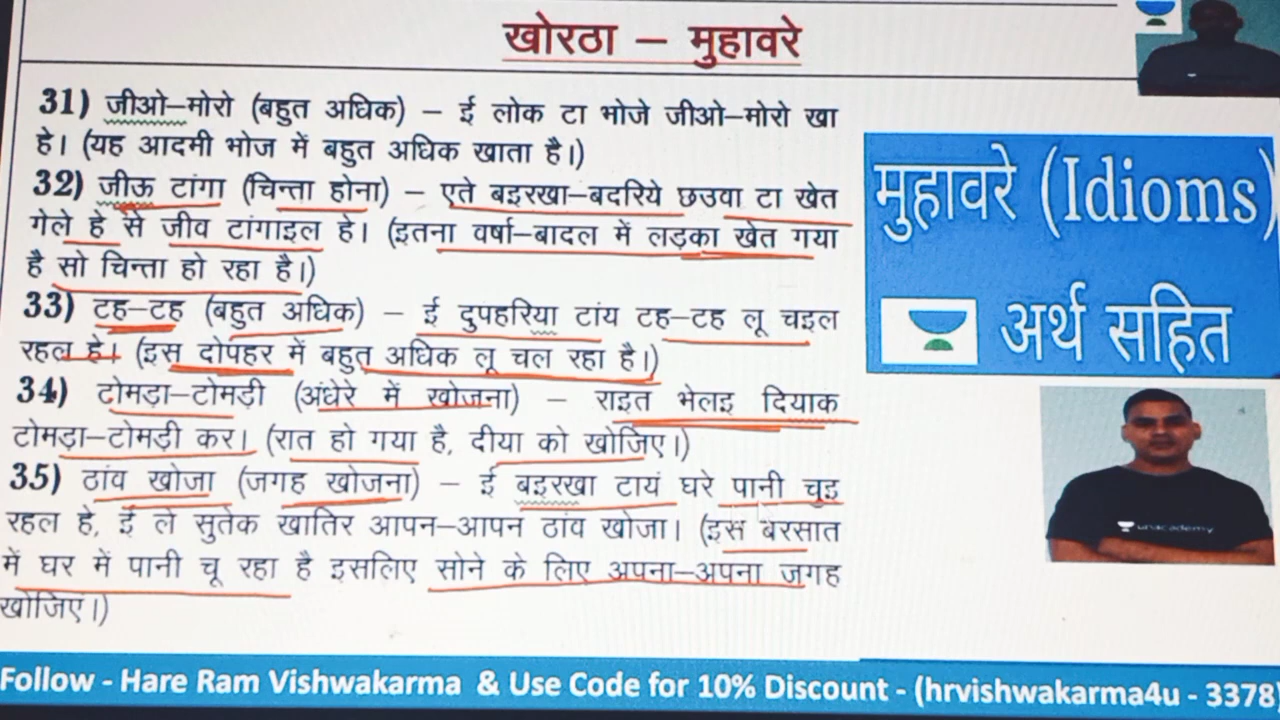 खोरठा – मुहावरे
31) जीओ–मोरो (बहुत अधिक) – ई लोक टा भोजे जीओ–मोरो खा
हे। (यह आदमी भोज में बहुत अधिक खाता है।)
32) जीऊ टांगा (चिन्ता होना) – एते बइरखा–बदरिये छउवा टा खेत
गेले हे से जीव टांगाइल हे। (इतना वर्षा–बादल में लड़का खेत गया
है सो चिन्ता हो रहा है।)
33) टह–टह (बहुत अधिक) – ई दुपहरिया टांय टह–टह लू चइल
रहल हे। (इस दोपहर में बहुत अधिक लू चल रहा है।)
34) टोमड़ा–टोमड़ी (अंधेरे में खोजना) – राइत भेलइ दियाक
टोमड़ा–टोमड़ी कर। (रात हो गया है, दीया को खोजिए।)
35) ठांव खोजा (जगह खोजना) – ई बइरखा टायं घरे पानी चुइ
रहल हे, ई ले सुतेक खातिर आपन–आपन ठांव खोजा। (इस बरसात
में घर में पानी चू रहा है इसलिए सोने के लिए अपना–अपना जगह
खोजिए।)
मुहावरे (Idioms)
अर्थ सहित
unacademy
Follow - Hare Ram Vishwakarma & Use Code for 10% Discount - (hrvishwakarma4u - 3378)